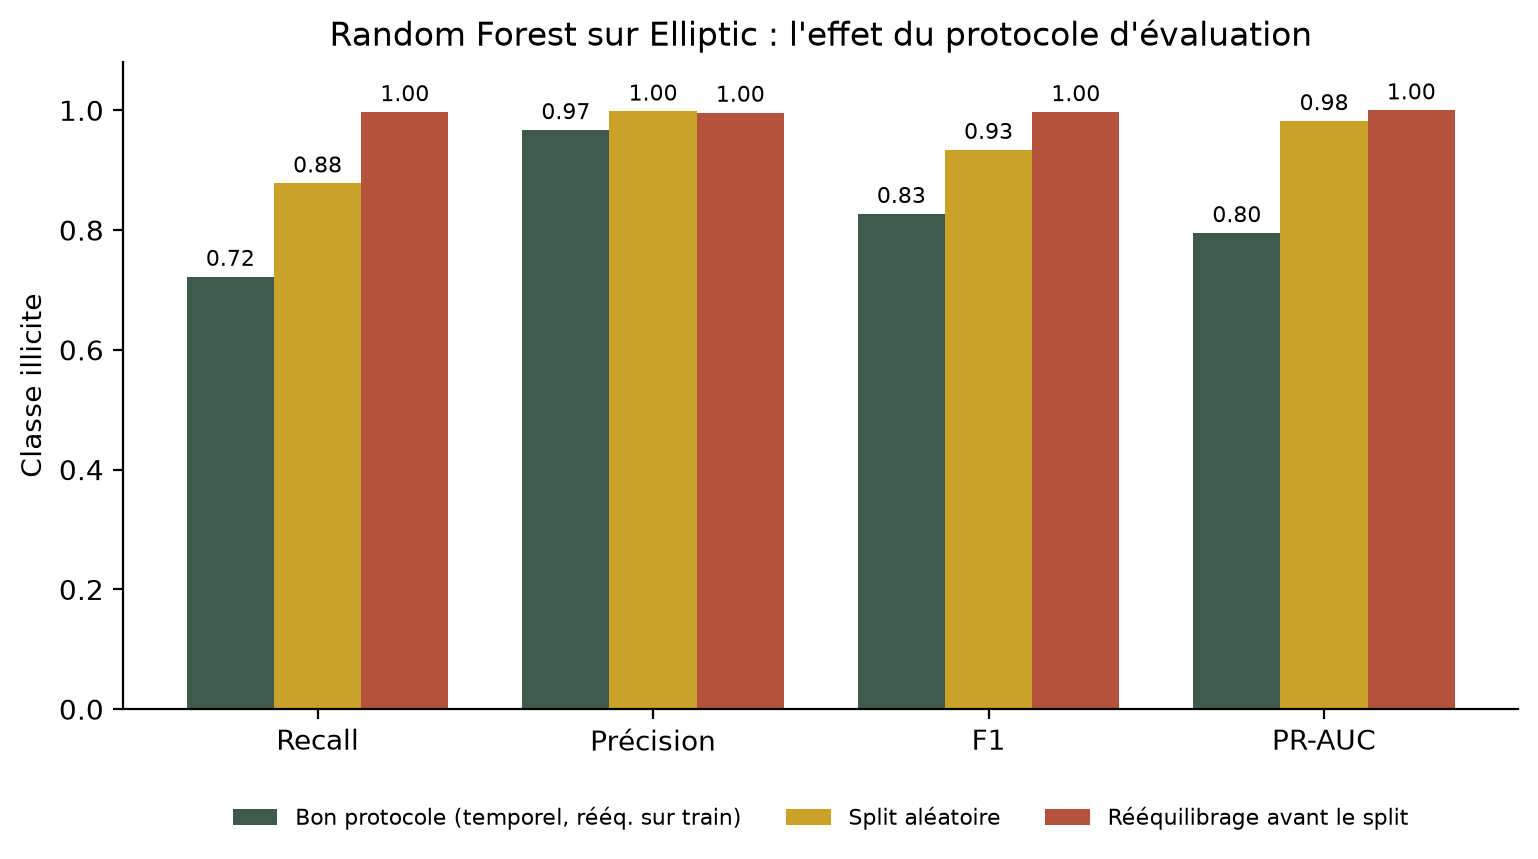 Random Forest sur Elliptic : l'effet du protocole d'évaluation
Classe illicite
1.0
0.8
0.6
0.4
0.2
0.0
0.72
0.88
1.00
0.97
1.00
1.00
0.83
0.93
1.00
0.80
0.98
1.00
Recall
Précision
F1
PR-AUC
Bon protocole (temporel, rééq. sur train)
Split aléatoire
Rééquilibrage avant le split